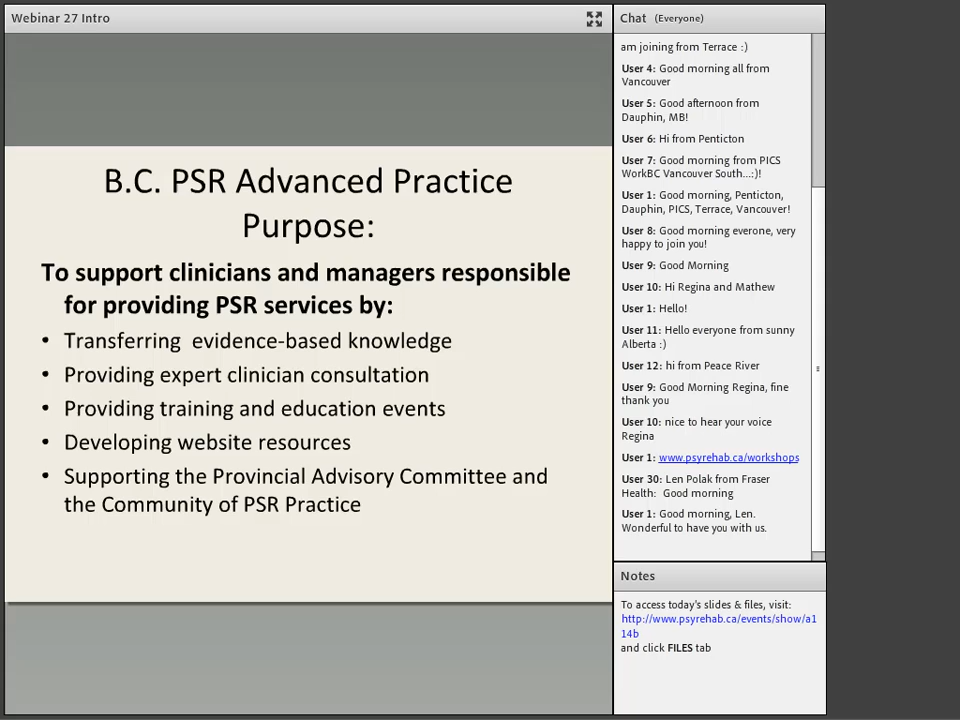 Webinar 27 Intro
B.C. PSR Advanced Practice
Purpose:
To support clinicians and managers responsible
for providing PSR services by:
• Transferring evidence-based knowledge
• Providing expert clinician consultation
• Providing training and education events
• Developing website resources
• Supporting the Provincial Advisory Committee and
the Community of PSR Practice
Chat (Everyone)
am joining from Terrace :)
User 4: Good morning all from
Vancouver
User 5: Good afternoon from
Dauphin, MB!
User 6: Hi from Penticton
User 7: Good morning from PICS
WorkBC Vancouver South...:)!
User 1: Good morning, Penticton,
Dauphin, PICS, Terrace, Vancouver!
User 8: Good morning everone, very
happy to join you!
User 9: Good Morning
User 10: Hi Regina and Mathew
User 1: Hello!
User 11: Hello everyone from sunny
Alberta :)
User 12: hi from Peace River
User 9: Good Morning Regina, fine
thank you
User 10: nice to hear your voice
Regina
User 1: www.psyrehab.ca/workshops
User 30: Len Polak from Fraser
Health: Good morning
User 1: Good morning, Len.
Wonderful to have you with us.
Notes
To access today's slides & files, visit:
http://www.psyrehab.ca/events/show/a1
14b
and click FILES tab